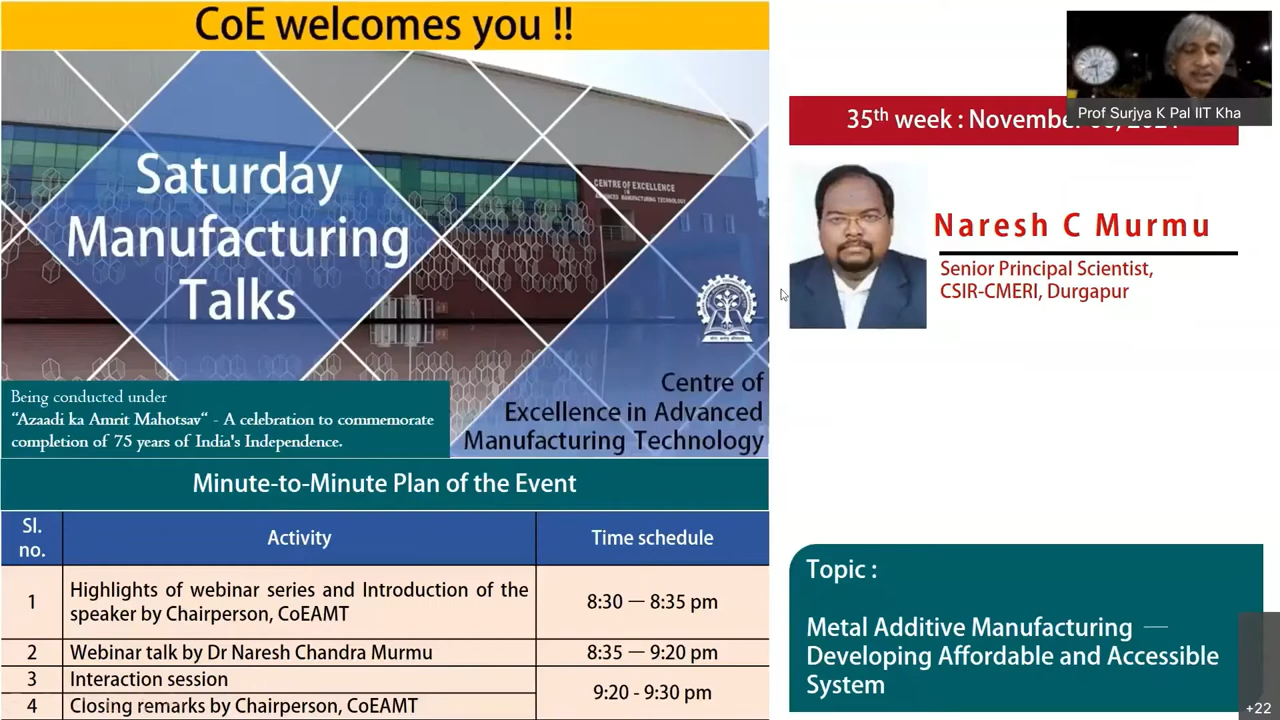 CoE welcomes you !!
Saturday
Manufacturing
Talks
CENTRE OF EXCELLENCE
IN
ADVANCED MANUFACTURING TECHNOLOGY
Being conducted under
“Azaadi ka Amrit Mahotsav“ - A celebration to commemorate
completion of 75 years of India's Independence.
Centre of
Excellence in Advanced
Manufacturing Technology
Minute-to-Minute Plan of the Event
Sl. no. Activity Time schedule
1 Highlights of webinar series and Introduction of the
speaker by Chairperson, CoEAMT 8:30 — 8:35 pm
2 Webinar talk by Dr Naresh Chandra Murmu 8:35 — 9:20 pm
3 Interaction session
4 Closing remarks by Chairperson, CoEAMT 9:20 - 9:30 pm
Prof Surjya K Pal IIT Kha
35th week : November
Naresh C Murmu
Senior Principal Scientist,
CSIR-CMERI, Durgapur
Topic :
Metal Additive Manufacturing —
Developing Affordable and Accessible
System
+22